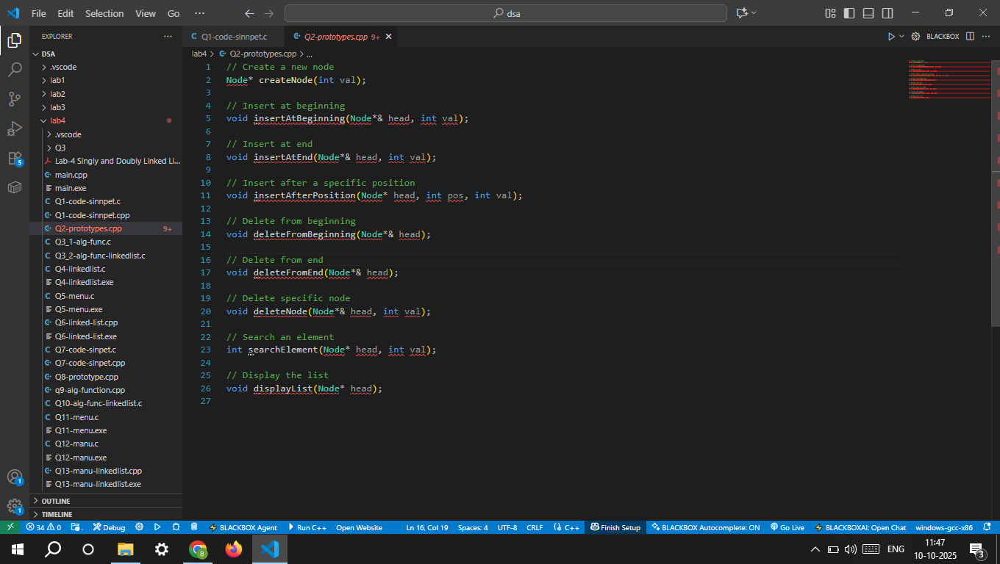 File Edit Selection View Go ···
dsa
EXPLORER ···
DSA
.vscode
lab1
lab2
lab3
lab4
.vscode
Q3
Lab-4 Singly and Doubly Linked Li...
main.cpp
main.exe
Q1-code-sinnpet.c
Q1-code-sinnpet.cpp
Q2-prototypes.cpp 9+
Q3_1-alg-func.c
Q3_2-alg-func-linkedlist.c
Q4-linkedlist.c
Q4-linkedlist.exe
Q5-menu.c
Q5-menu.exe
Q6-linked-list.cpp
Q6-linked-list.exe
Q7-code-sinpet.c
Q7-code-sinpet.cpp
Q8-prototype.cpp
q9-alg-function.cpp
Q10-alg-func-linkedlist.c
Q11-menu.c
Q11-menu.exe
Q12-manu.c
Q12-manu.exe
Q13-manu-linkedlist.cpp
Q13-manu-linkedlist.exe
OUTLINE
TIMELINE
5
1
1
C Q1-code-sinnpet.c Q2-prototypes.cpp 9+
BLACKBOX ···
lab4 > Q2-prototypes.cpp > ...
1 // Create a new node
2 Node* createNode(int val);
3
4 // Insert at beginning
5 void insertAtBeginning(Node*& head, int val);
6
7 // Insert at end
8 void insertAtEnd(Node*& head, int val);
9
10 // Insert after a specific position
11 void insertAfterPosition(Node* head, int pos, int val);
12
13 // Delete from beginning
14 void deleteFromBeginning(Node*& head);
15
16 // Delete from end
17 void deleteFromEnd(Node*& head);
18
19 // Delete specific node
20 void deleteNode(Node*& head, int val);
21
22 // Search an element
23 int searchElement(Node* head, int val);
24
25 // Display the list
26 void displayList(Node* head);
27
34 0 Debug BLACKBOX Agent Run C++ Open Website Ln 16, Col 19 Spaces: 4 UTF-8 CRLF {} C++ Finish Setup BLACKBOX Autocomplete: ON Go Live BLACKBOXAI: Open Chat windows-gcc-x86
B
ENG
11:47
10-10-2025
3